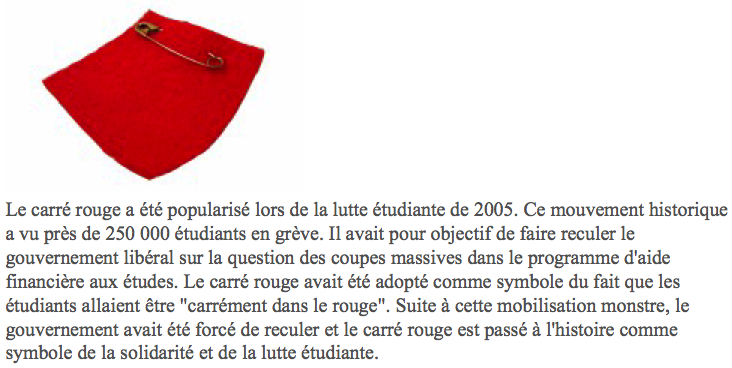 Le carré rouge a été popularisé lors de la lutte étudiante de 2005. Ce mouvement historique
a vu près de 250 000 étudiants en grève. Il avait pour objectif de faire reculer le
gouvernement libéral sur la question des coupes massives dans le programme d'aide
financière aux études. Le carré rouge avait été adopté comme symbole du fait que les
étudiants allaient être "carrément dans le rouge". Suite à cette mobilisation monstre, le
gouvernement avait été forcé de reculer et le carré rouge est passé à l'histoire comme
symbole de la solidarité et de la lutte étudiante.